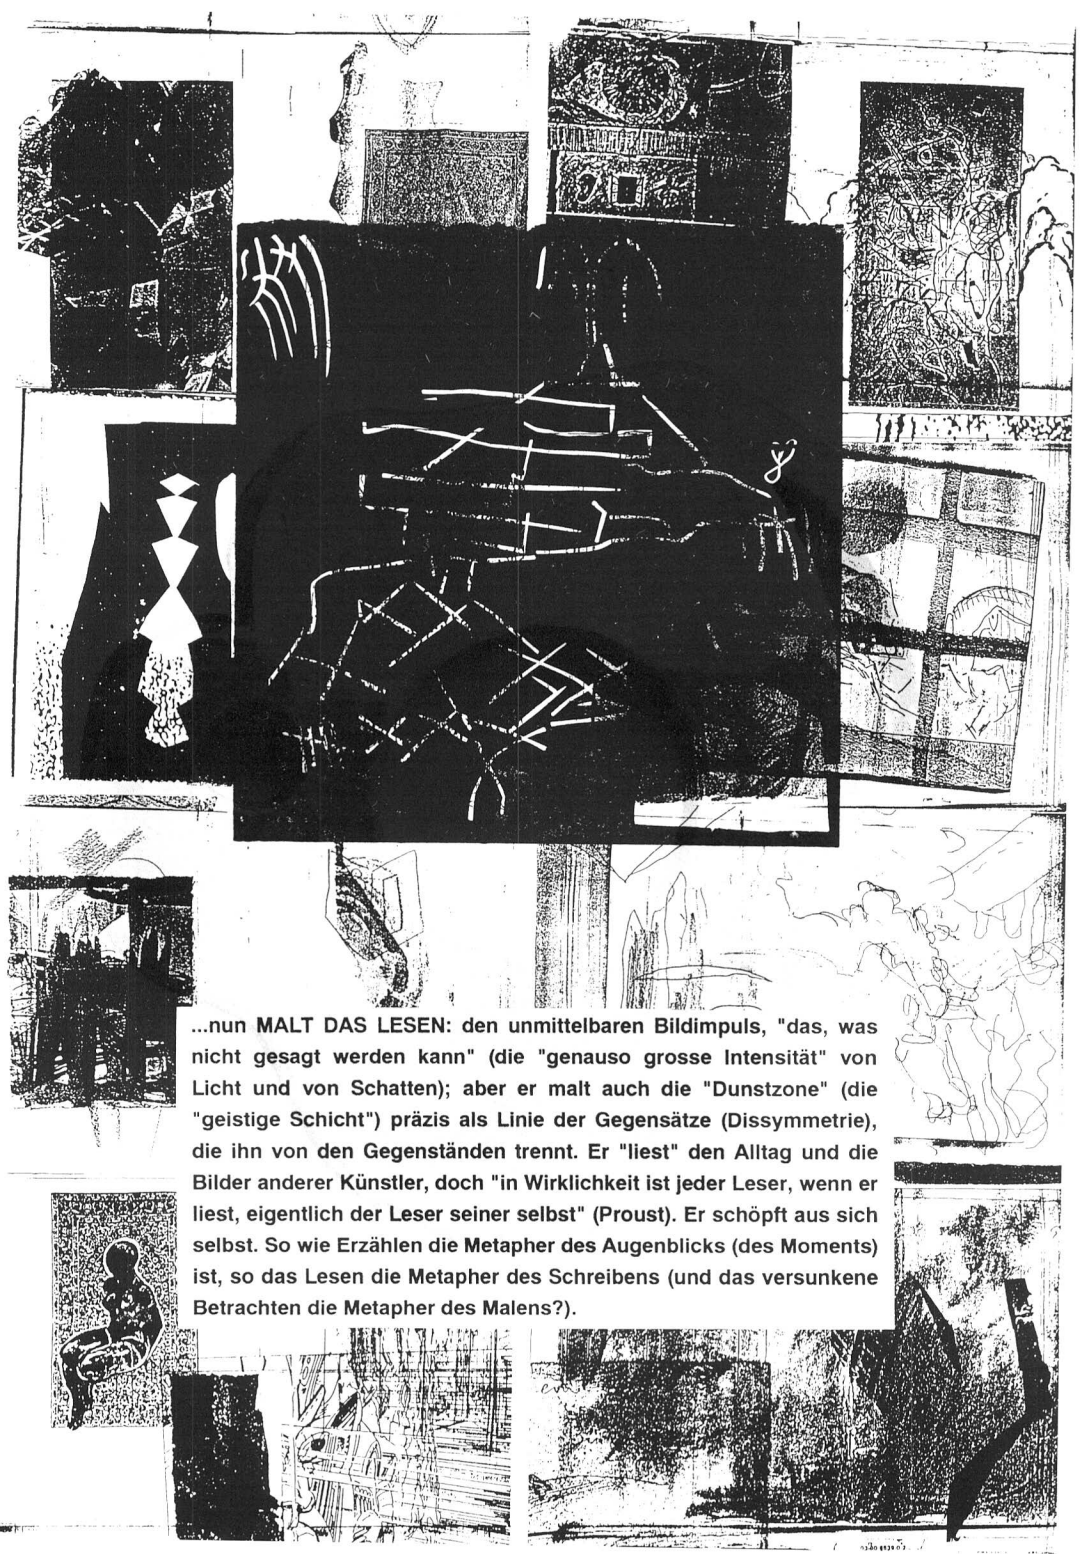 ...nun MALT DAS LESEN: den unmittelbaren Bildimpuls, "das, was
nicht gesagt werden kann" (die "genauso grosse Intensität" von
Licht und von Schatten); aber er malt auch die "Dunstzone" (die
"geistige Schicht") präzis als Linie der Gegensätze (Dissymmetrie),
die ihn von den Gegenständen trennt. Er "liest" den Alltag und die
Bilder anderer Künstler, doch "in Wirklichkeit ist jeder Leser, wenn er
liest, eigentlich der Leser seiner selbst" (Proust). Er schöpft aus sich
selbst. So wie Erzählen die Metapher des Augenblicks (des Moments)
ist, so das Lesen die Metapher des Schreibens (und das versunkene
Betrachten die Metapher des Malens?).